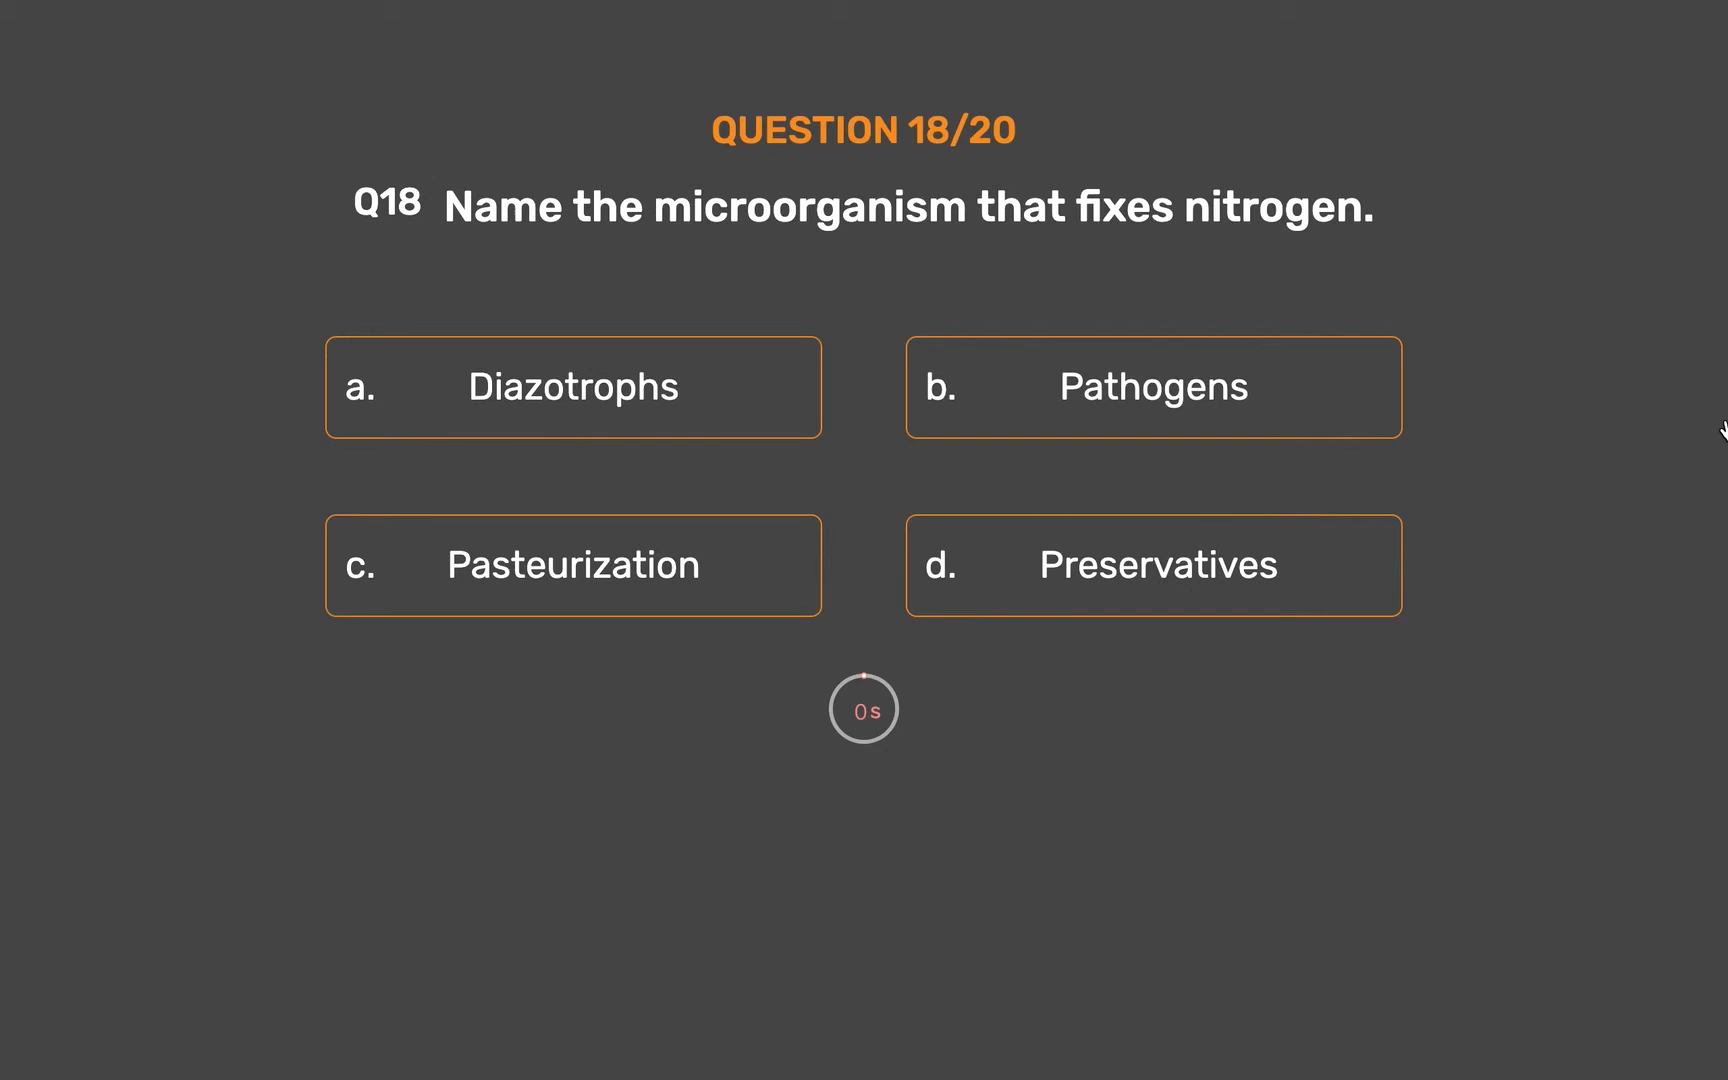 QUESTION 18/20
Q18 Name the microorganism that fixes nitrogen.
a. Diazotrophs
b. Pathogens
c. Pasteurization
d. Preservatives
0s